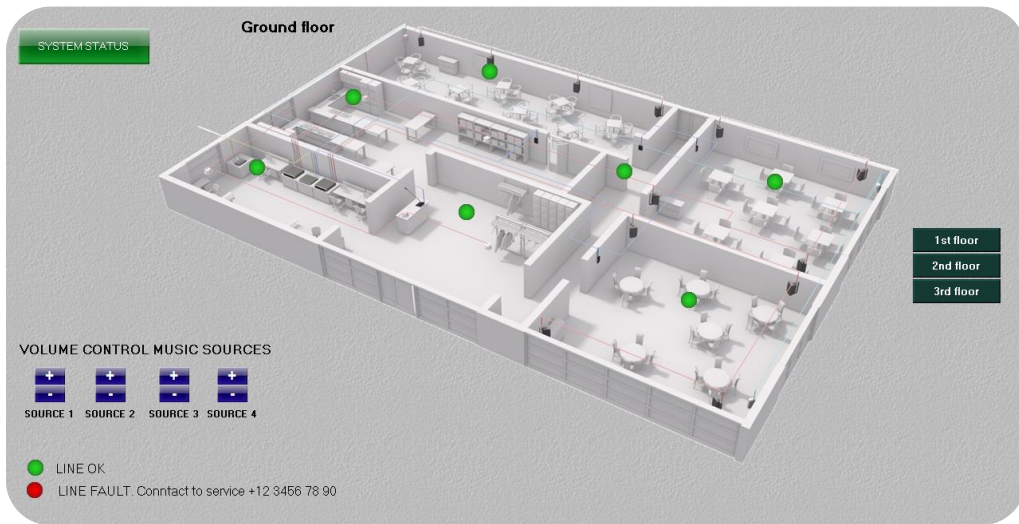 Ground floor
SYSTEM STATUS
1st floor
2nd floor
3rd floor
VOLUME CONTROL MUSIC SOURCES
+ + + +
- - - -
SOURCE 1 SOURCE 2 SOURCE 3 SOURCE 4
LINE OK
LINE FAULT. Conntact to service +12 3456 78 90